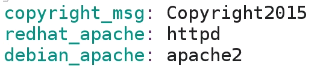 copyright_msg: Copyright2015
redhat_apache: httpd
debian_apache: apache2